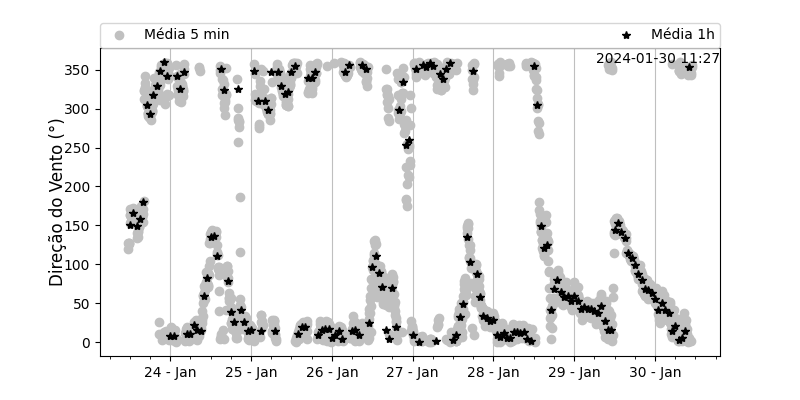 Média 5 min
Média 1h
2024-01-30 11:27
Direção do Vento (°)
350
300
250
200
150
100
50
0
24 - Jan
25 - Jan
26 - Jan
27 - Jan
28 - Jan
29 - Jan
30 - Jan